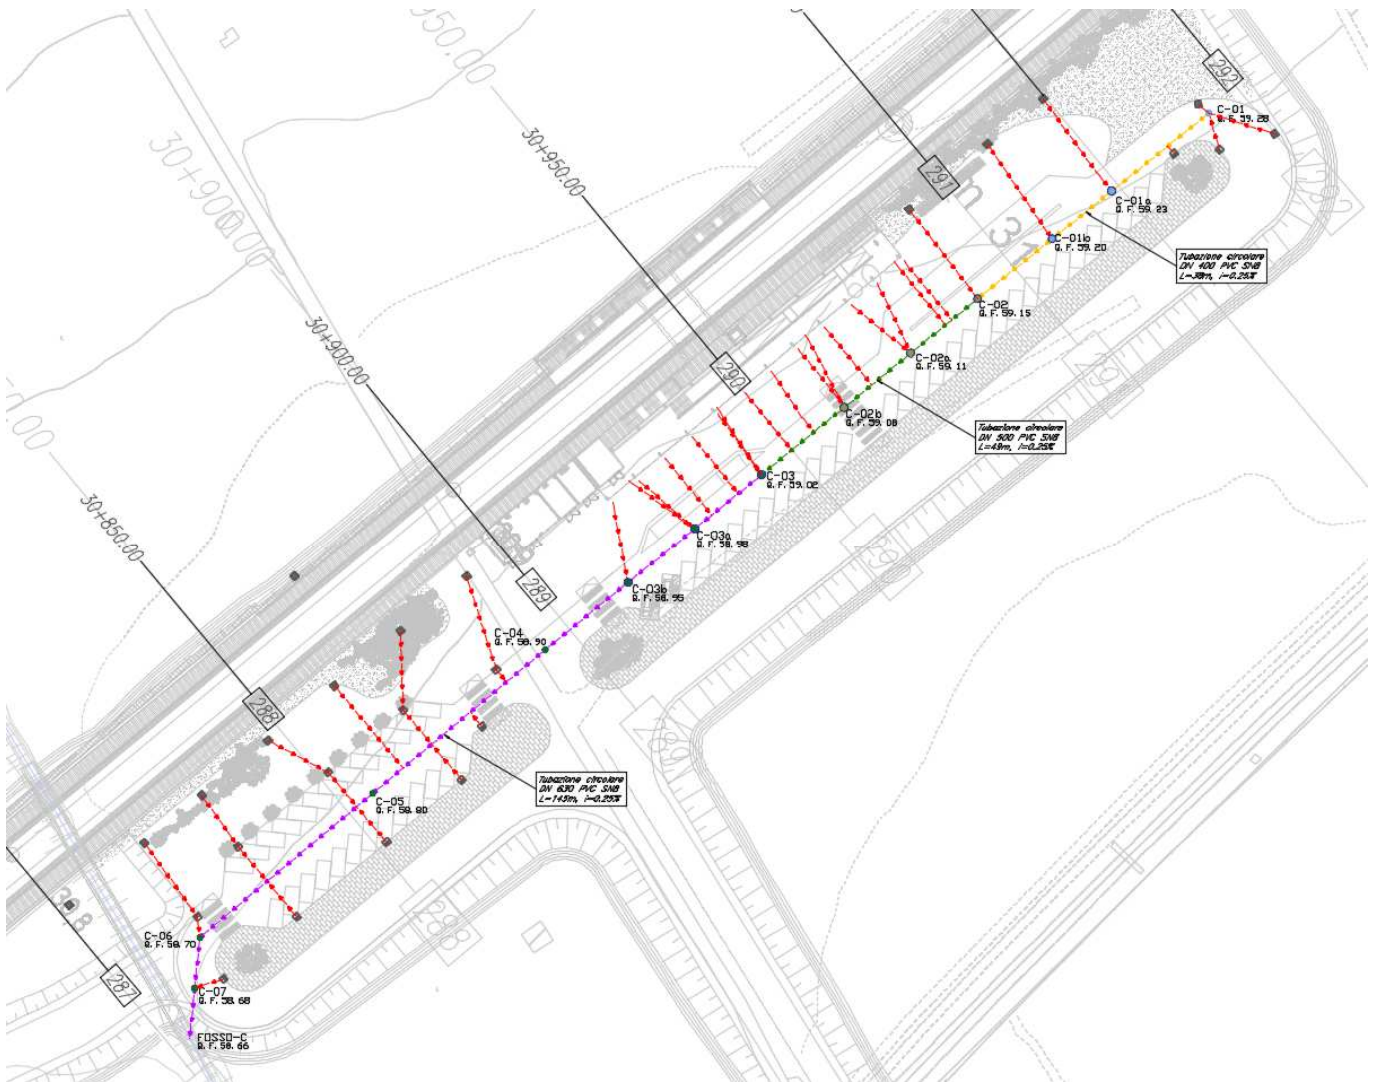 950.00
30+900.00
292
C-01
Q.F. 59.28
30+950.00
291
C-01a
Q.F. 59.23
C-01b
Q.F. 59.20
Tubazione circolare
DN 400 PVC SN8
L=38m, i=0.25%
C-02
Q.F. 59.15
30+900.00
290
C-02a
Q.F. 59.11
C-02b
Q.F. 59.08
Tubazione circolare
DN 500 PVC SN8
L=49m, i=0.25%
C-03
Q.F. 59.02
30+850.00
C-03a
Q.F. 58.98
289
C-03b
Q.F. 58.95
C-04
Q.F. 58.90
288
Tubazione circolare
DN 630 PVC SN8
L=145m, i=0.25%
C-05
Q.F. 58.80
288
C-06
Q.F. 58.70
287
C-07
Q.F. 58.68
FOSSO-C
Q.F. 58.66